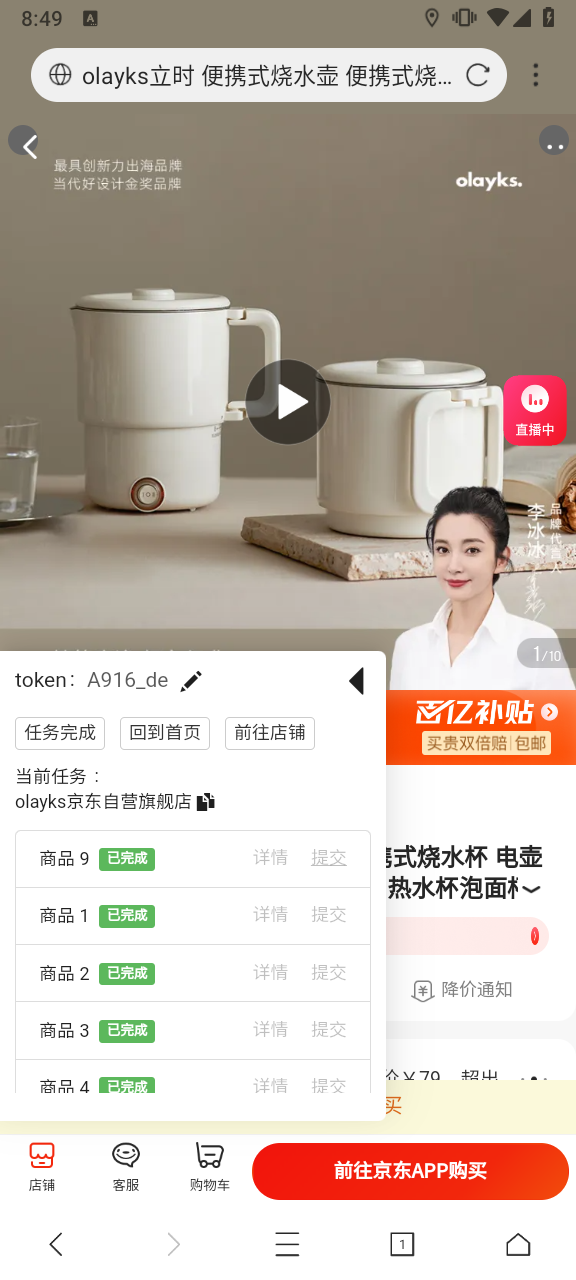 8:49
A
olayks立时 便携式烧水壶 便携式烧...
最具创新力出海品牌
当代好设计金奖品牌
olayks.
直播中
品牌代言人
李冰冰
1/10
token: A916_de
百亿补贴
买贵双倍赔 包邮
任务完成
回到首页
前往店铺
当前任务：
olayks京东自营旗舰店
商品 9 已完成 详情 提交
携式烧水杯 电壶
热水杯泡面杯
商品 1 已完成 详情 提交
商品 2 已完成 详情 提交
降价通知
商品 3 已完成 详情 提交
商品 4 已完成 详情 提交
价￥79 超出
买
店铺
客服
购物车
前往京东APP购买
1